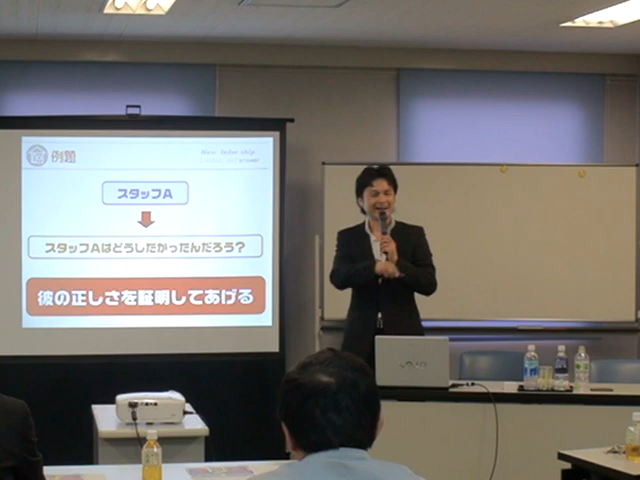 例題
New leadership
スタッフA
スタッフAはどうしたかったんだろう？
彼の正しさを証明してあげる
VAIO